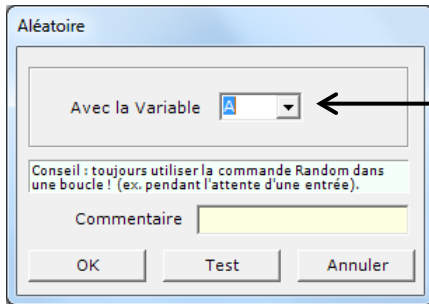 Aléatoire
Avec la Variable A
Conseil : toujours utiliser la commande Random dans
une boucle ! (ex. pendant l'attente d'une entrée).
Commentaire
OK Test Annuler